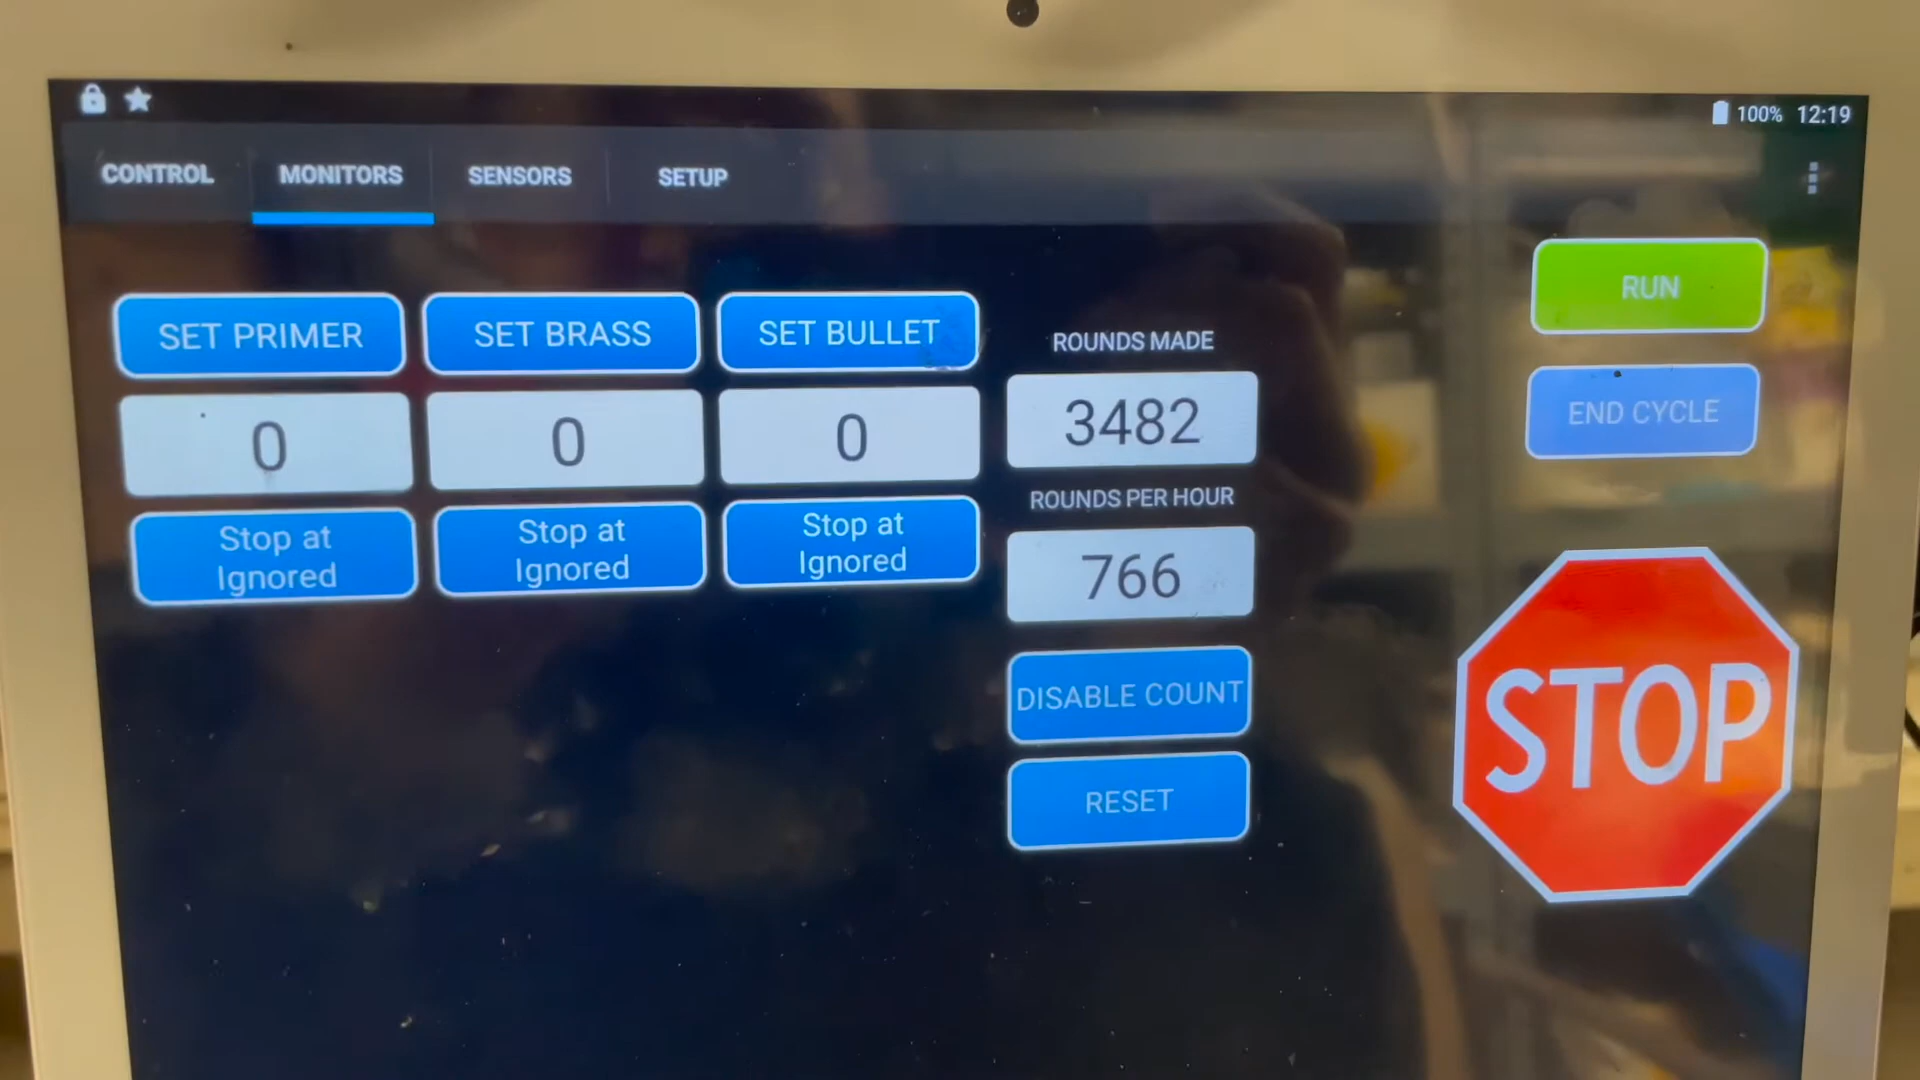 100% 12:19
CONTROL MONITORS SENSORS SETUP
SET PRIMER SET BRASS SET BULLET
0 0 0
Stop at
Ignored
Stop at
Ignored
Stop at
Ignored
ROUNDS MADE
3482
ROUNDS PER HOUR
766
DISABLE COUNT
RESET
RUN
END CYCLE
STOP